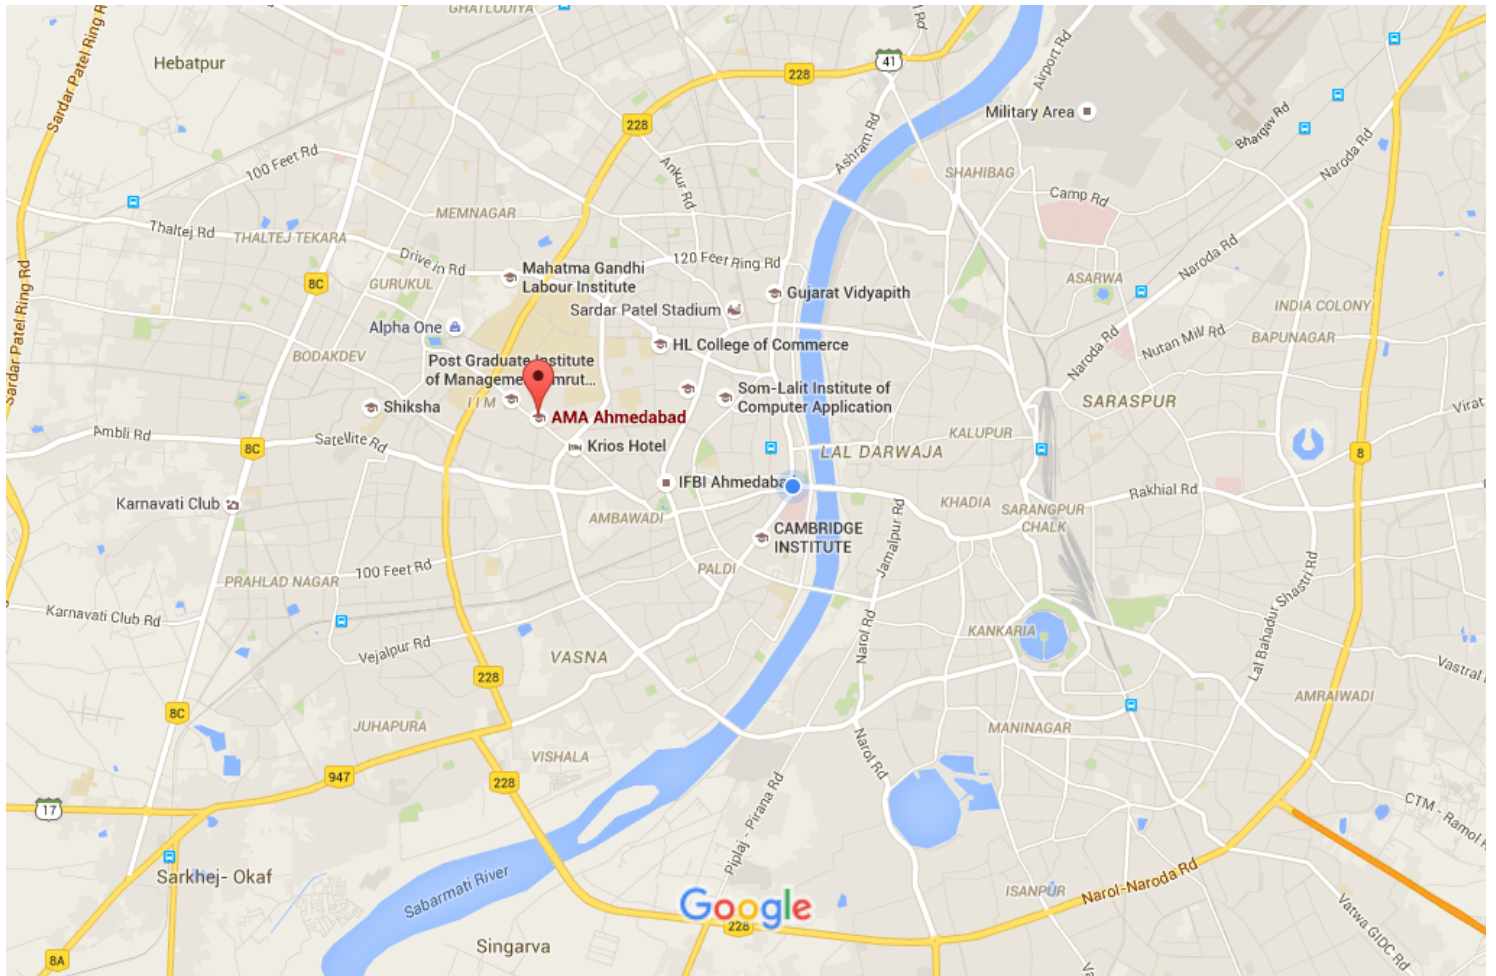 GHATLODIYA
Sardar Patel Ring R
Hebatpur
228
41
Rd
Airport Rd
Military Area
Bhargav Rd
Naroda Rd
228
100 Feet Rd
Ankur Rd
Ashram Rd
SHAHIBAG
Camp Rd
MEMNAGAR
Thaltej Rd
THALTEJ TEKARA
Drive in Rd
120 Feet Ring Rd
Naroda Rd
Mahatma Gandhi
Labour Institute
8C
GURUKUL
Gujarat Vidyapith
ASARWA
Sardar Patel Ring Rd
Sardar Patel Stadium
INDIA COLONY
Alpha One
BAPUNAGAR
Nutan Mill Rd
Naroda Rd
HL College of Commerce
BODAKDEV
Post Graduate Institute
of Management
mrut...
Som-Lalit Institute of
Computer Application
IIM
Shiksha
AMA Ahmedabad
SARASPUR
Virat
Ambli Rd
Satellite Rd
8C
Krios Hotel
KALUPUR
LAL DARWAJA
8
IFBI Ahmedabad
Rakhial Rd
Karnavati Club
KHADIA
SARANGPUR
CHALK
AMBAWADI
CAMBRIDGE
INSTITUTE
Jamalpur Rd
PALDI
100 Feet Rd
PRAHLAD NAGAR
Lal Bahadur Shastri Rd
Karnavati Club Rd
Narol Rd
KANKARIA
Vejalpur Rd
VASNA
Vastral
228
AMRAIWADI
8C
JUHAPURA
MANINAGAR
VISHALA
Narol Rd
947
228
17
Piplaj - Pirana Rd
CTM - Ramol R
Sarkhej- Okaf
Sabarmati River
Narol-Naroda Rd
ISANPUR
Google
228
Vatwa GIDC Rd
Singarva
8A
Va